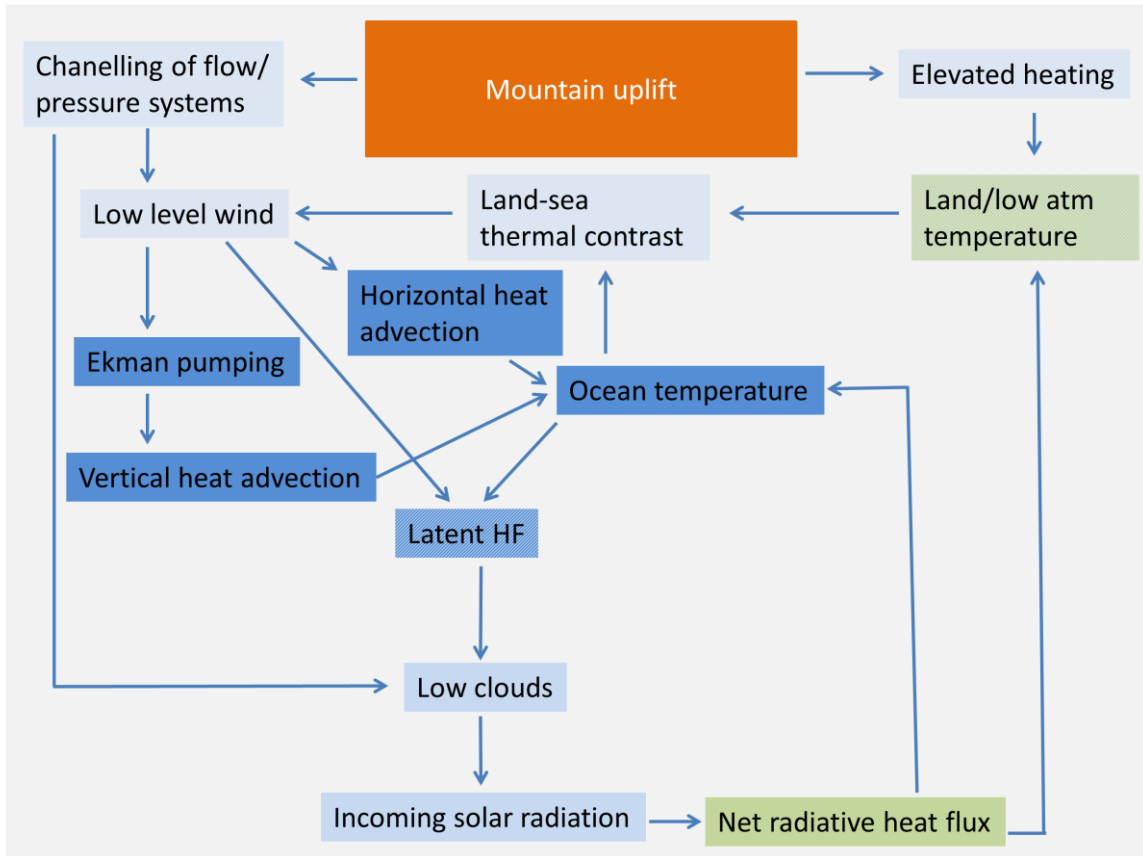 Chanelling of flow/
pressure systems
Mountain uplift
Elevated heating
Low level wind
Land-sea
thermal contrast
Land/low atm
temperature
Horizontal heat
advection
Ekman pumping
Ocean temperature
Vertical heat advection
Latent HF
Low clouds
Incoming solar radiation
Net radiative heat flux